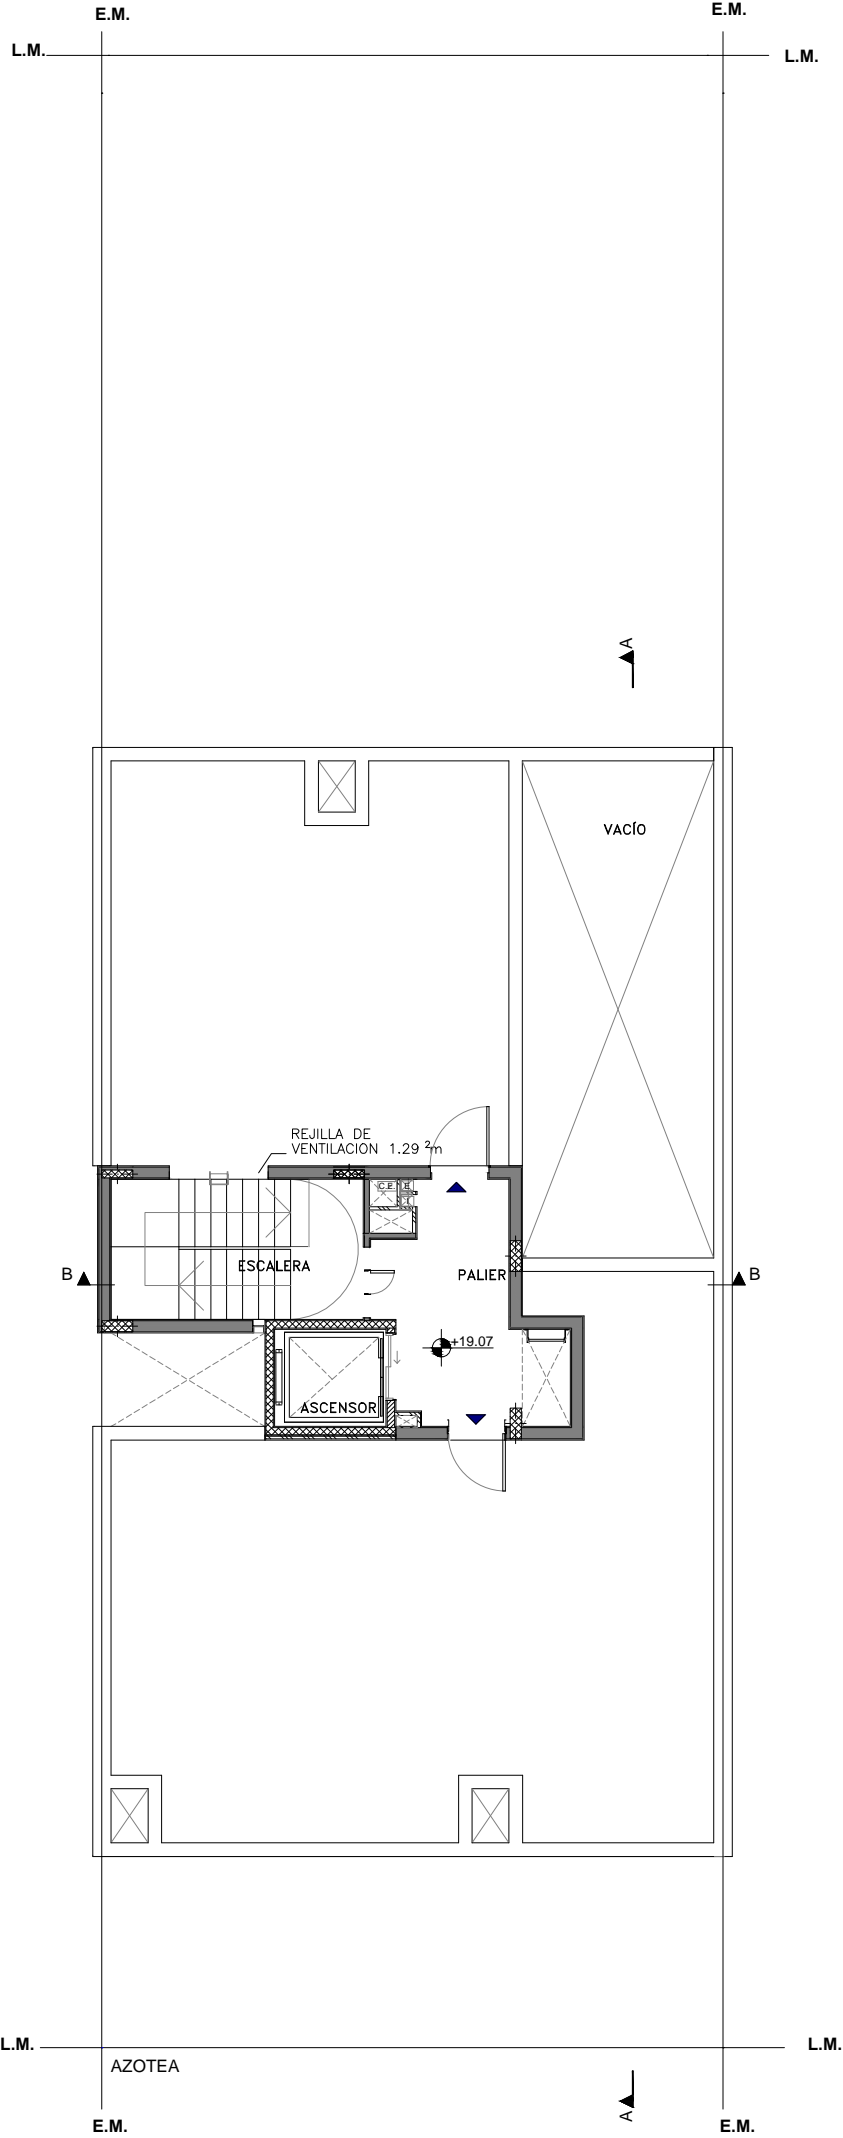 E.M.
E.M.
L.M.
L.M.
A
VACÍO
REJILLA DE
VENTILACION 1.29 ²m
C.E.
ESCALERA
PALIER
B
B
+19.07
ASCENSOR
L.M.
L.M.
AZOTEA
A
E.M.
E.M.